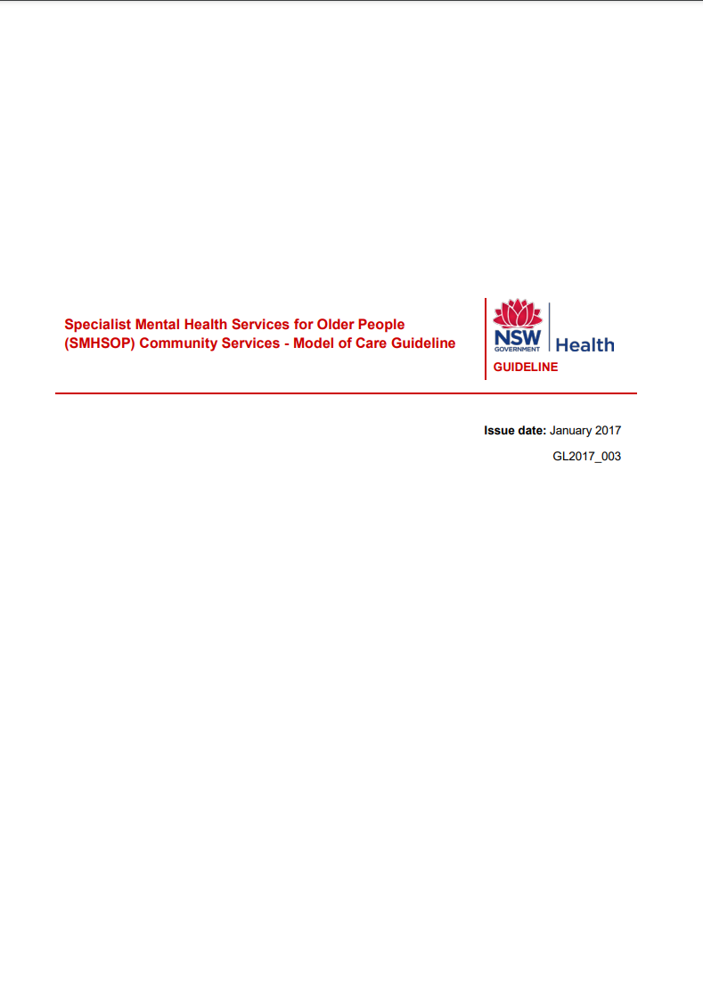 Specialist Mental Health Services for Older People
(SMHSOP) Community Services - Model of Care Guideline
NSW
GOVERNMENT
Health
GUIDELINE
Issue date: January 2017
GL2017_003